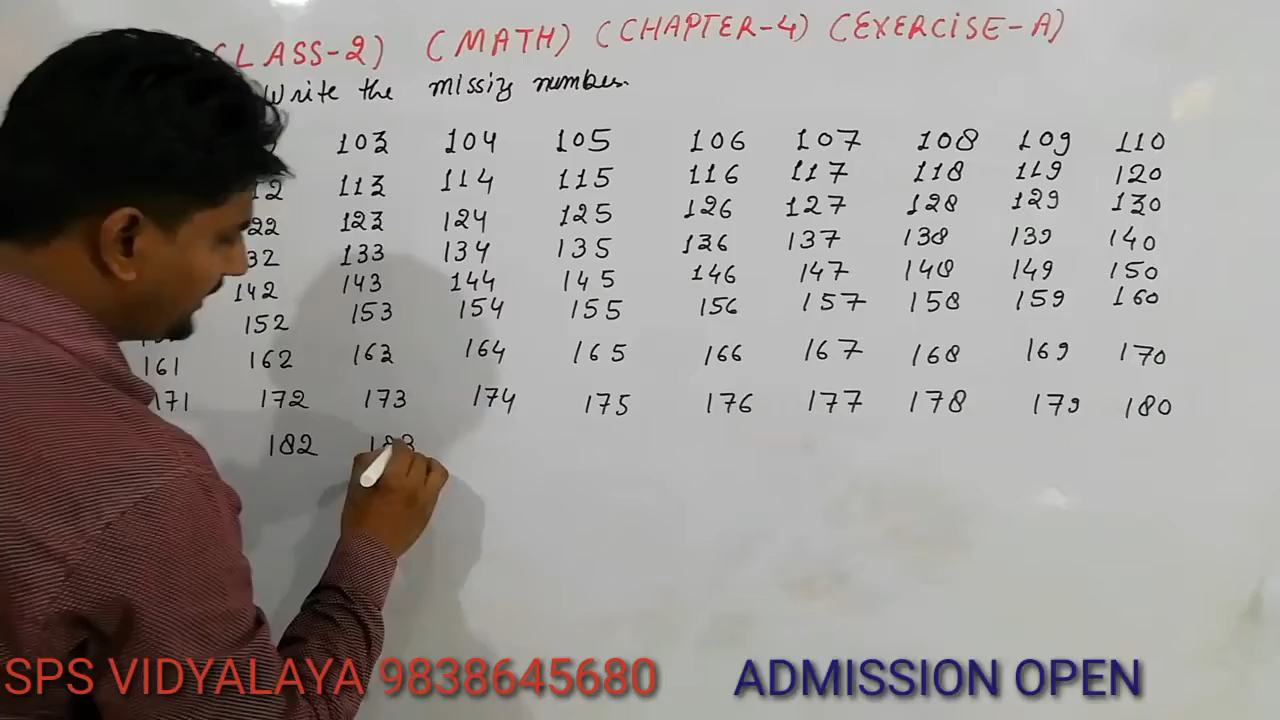 CLASS-2) (MATH) (CHAPTER-4) (EXERCISE-A)
Write the missing number.
103 104 105 106 107 108 109 110
12 113 114 115 116 117 118 119 120
22 123 124 125 126 127 128 129 130
32 133 134 135 136 137 138 139 140
142 143 144 145 146 147 148 149 150
152 153 154 155 156 157 158 159 160
161 162 163 164 165 166 167 168 169 170
171 172 173 174 175 176 177 178 179 180
182 183
SPS VIDYALAYA 9838645680 ADMISSION OPEN